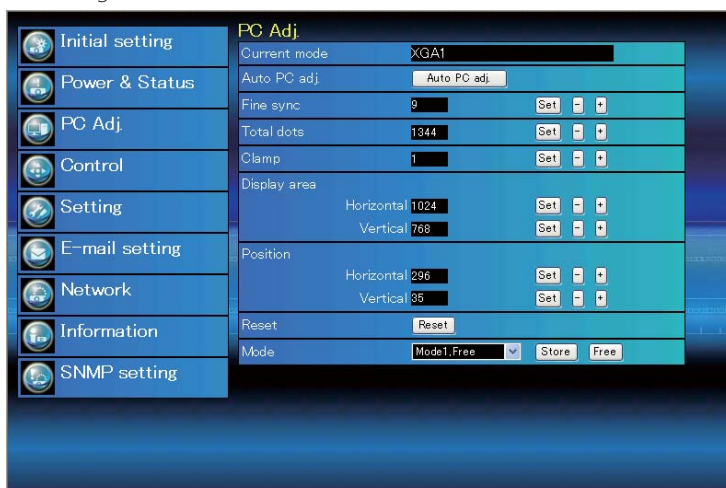 Initial setting
Power & Status
PC Adj.
Control
Setting
E-mail setting
Network
Information
SNMP setting
PC Adj.
Current mode XGA1
Auto PC adj. Auto PC adj.
Fine sync 9 Set - +
Total dots 1344 Set - +
Clamp 1 Set - +
Display area
Horizontal 1024 Set - +
Vertical 768 Set - +
Position
Horizontal 296 Set - +
Vertical 35 Set - +
Reset Reset
Mode Mode1,Free Store Free